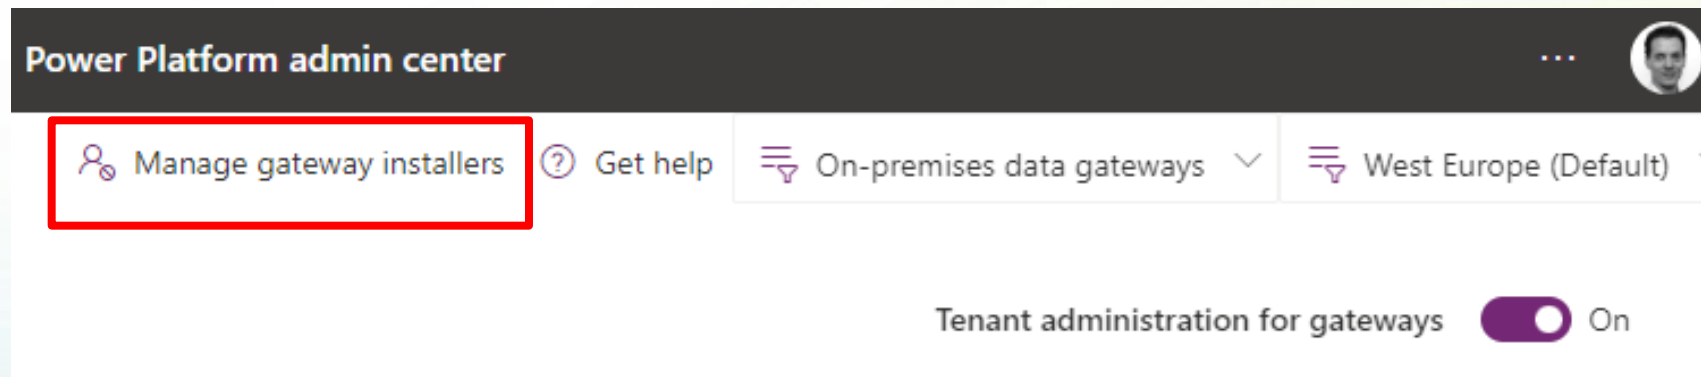 Power Platform admin center
Manage gateway installers Get help On-premises data gateways West Europe (Default)
Tenant administration for gateways On